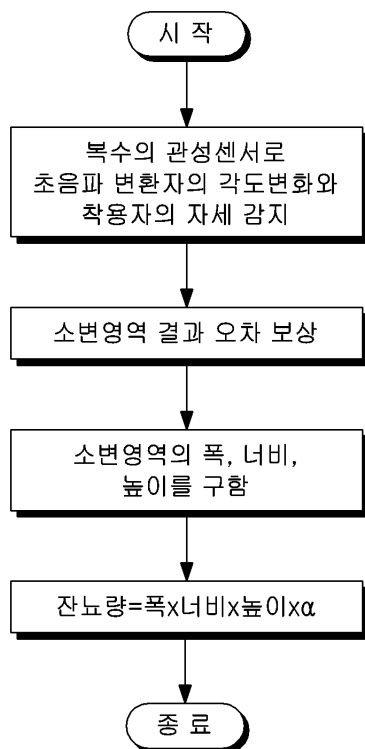 시 작
복수의 관성센서로
초음파 변환자의 각도변화와
착용자의 자세 감지
소변영역 결과 오차 보상
소변영역의 폭, 너비,
높이를 구함
잔뇨량=폭x너비x높이xα
종 료